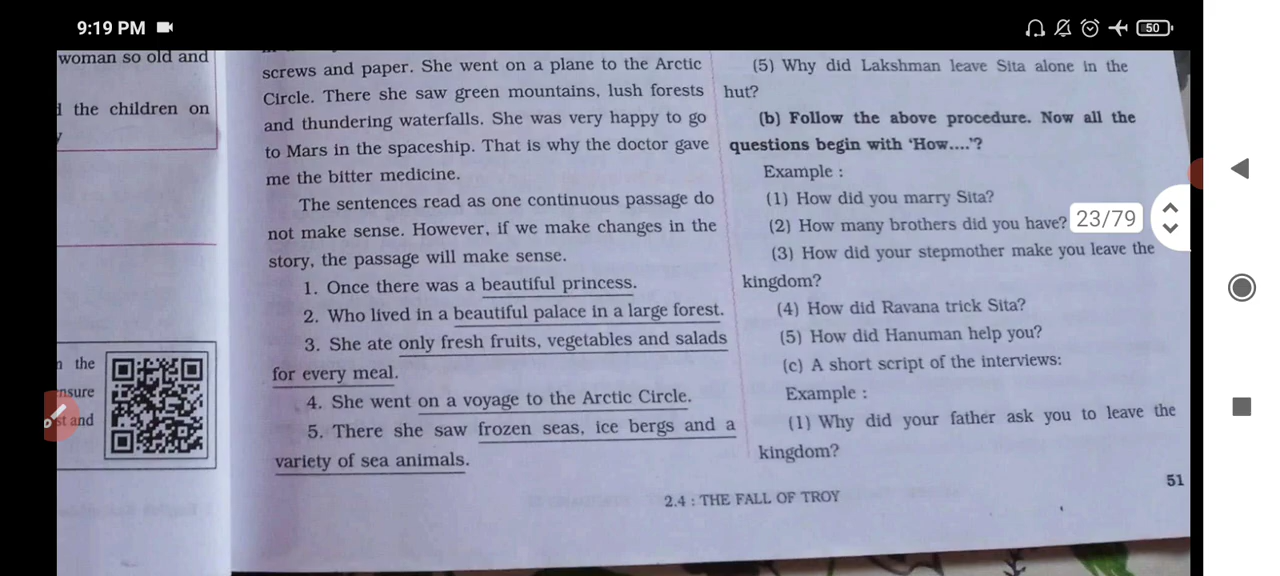 9:19 PM
50
woman so old and
the children on
the
ensure
st and
screws and paper. She went on a plane to the Arctic
Circle. There she saw green mountains, lush forests
and thundering waterfalls. She was very happy to go
to Mars in the spaceship. That is why the doctor gave
me the bitter medicine.
The sentences read as one continuous passage do
not make sense. However, if we make changes in the
story, the passage will make sense.
1. Once there was a beautiful princess.
2. Who lived in a beautiful palace in a large forest.
3. She ate only fresh fruits, vegetables and salads
for every meal.
4. She went on a voyage to the Arctic Circle.
5. There she saw frozen seas, ice bergs and a
variety of sea animals.
(5) Why did Lakshman leave Sita alone in the
hut?
(b) Follow the above procedure. Now all the
questions begin with ‘How....’?
Example :
(1) How did you marry Sita?
(2) How many brothers did you have?
23/79
(3) How did your stepmother make you leave the
kingdom?
(4) How did Ravana trick Sita?
(5) How did Hanuman help you?
(c) A short script of the interviews:
Example :
(1) Why did your father ask you to leave the
kingdom?
51
2.4 : THE FALL OF TROY